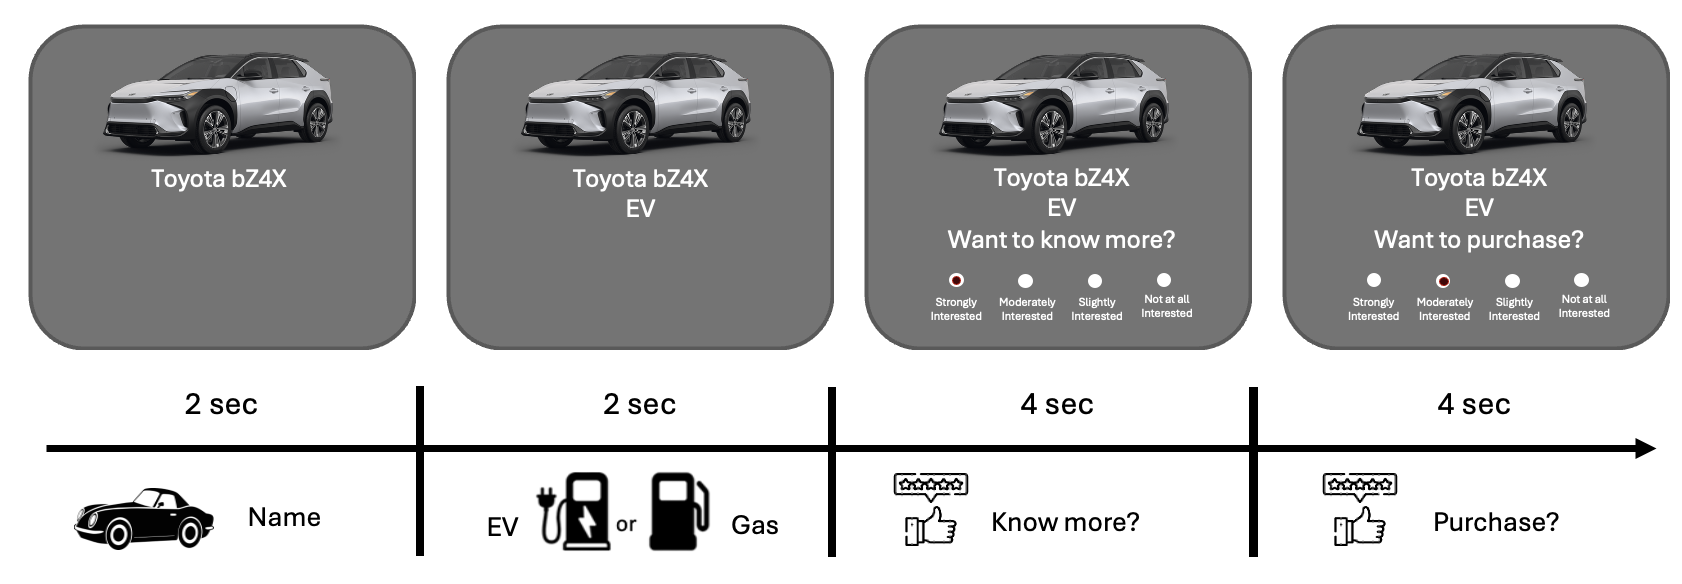 Toyota bZ4X
Toyota bZ4X
EV
Toyota bZ4X
EV
Want to know more?
Strongly
Interested
Moderately
Interested
Slightly
Interested
Not at all
Interested
Toyota bZ4X
EV
Want to purchase?
Strongly
Interested
Moderately
Interested
Slightly
Interested
Not at all
Interested
2 sec
2 sec
4 sec
4 sec
Name
EV or Gas
Know more?
Purchase?